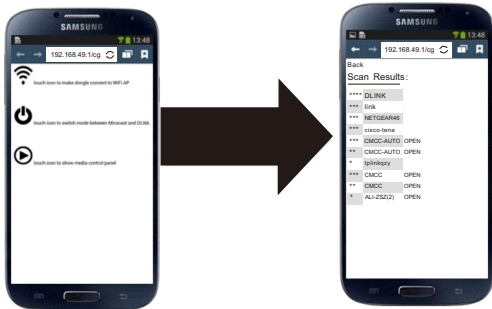 SAMSUNG
13:48
192.168.49.1/cg
touch icon to make dongle connect to WiFi AP
touch icon to switch mode between Miracast and DLNA
touch icon to show media control panel
SAMSUNG
13:48
192.168.49.1/cg
Back
Scan Results:
**** DLINK
*** link
*** NETGEAR46
*** cisco-tena
*** CMCC-AUTO OPEN
** CMCC-AUTO OPEN
* tplinkqzy
*** CMCC OPEN
** CMCC OPEN
* ALI-ZSZ(2) OPEN